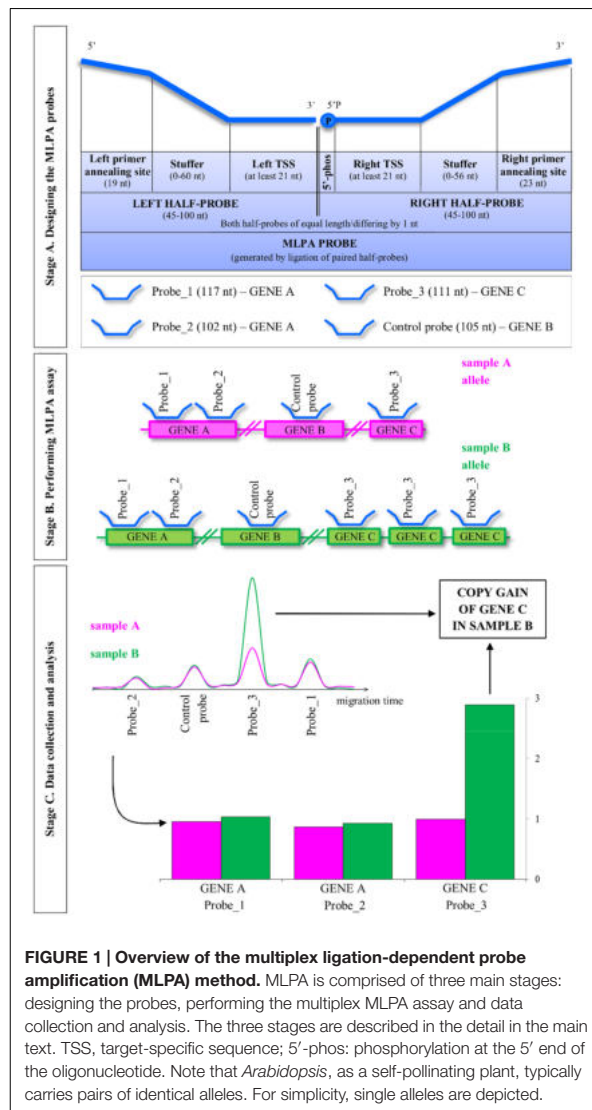 5’ 3’
3’ 5’P
P
Stage A. Designing the MLPA probes
Left primer annealing site (19 nt)
Stuffer (0-60 nt)
Left TSS (at least 21 nt)
5’-phos
Right TSS (at least 21 nt)
Stuffer (0-56 nt)
Right primer annealing site (23 nt)
LEFT HALF-PROBE (45-100 nt)
RIGHT HALF-PROBE (45-100 nt)
Both half-probes of equal length/differing by 1 nt
MLPA PROBE
(generated by ligation of paired half-probes)
Probe_1 (117 nt) – GENE A
Probe_3 (111 nt) – GENE C
Probe_2 (102 nt) – GENE A
Control probe (105 nt) – GENE B
Stage B. Performing MLPA assay
sample A
allele
Probe_1
Probe_2
Control probe
Probe_3
GENE A
GENE B
GENE C
sample B
allele
Probe_1
Probe_2
Control probe
Probe_3
Probe_3
Probe_3
GENE A
GENE B
GENE C
GENE C
GENE C
Stage C. Data collection and analysis
sample A
sample B
COPY GAIN
OF GENE C
IN SAMPLE B
migration time
Probe_2
Control probe
Probe_3
Probe_1
3
2
1
0
GENE A
Probe_1
GENE A
Probe_2
GENE C
Probe_3
FIGURE 1 | Overview of the multiplex ligation-dependent probe
amplification (MLPA) method. MLPA is comprised of three main stages:
designing the probes, performing the multiplex MLPA assay and data
collection and analysis. The three stages are described in the detail in the main
text. TSS, target-specific sequence; 5′-phos: phosphorylation at the 5′ end of
the oligonucleotide. Note that Arabidopsis, as a self-pollinating plant, typically
carries pairs of identical alleles. For simplicity, single alleles are depicted.